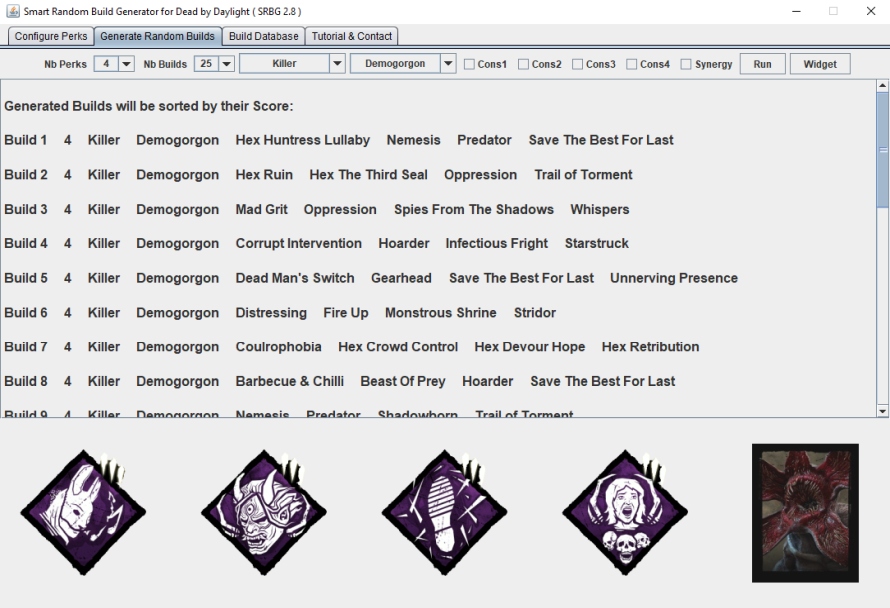 Smart Random Build Generator for Dead by Daylight ( SRBG 2.8 )
Configure Perks Generate Random Builds Build Database Tutorial & Contact
Nb Perks 4 Nb Builds 25 Killer Demogorgon Cons1 Cons2 Cons3 Cons4 Synergy Run Widget
Generated Builds will be sorted by their Score:
Build 1 4 Killer Demogorgon Hex Huntress Lullaby Nemesis Predator Save The Best For Last
Build 2 4 Killer Demogorgon Hex Ruin Hex The Third Seal Oppression Trail of Torment
Build 3 4 Killer Demogorgon Mad Grit Oppression Spies From The Shadows Whispers
Build 4 4 Killer Demogorgon Corrupt Intervention Hoarder Infectious Fright Starstruck
Build 5 4 Killer Demogorgon Dead Man's Switch Gearhead Save The Best For Last Unnerving Presence
Build 6 4 Killer Demogorgon Distressing Fire Up Monstrous Shrine Stridor
Build 7 4 Killer Demogorgon Coulrophobia Hex Crowd Control Hex Devour Hope Hex Retribution
Build 8 4 Killer Demogorgon Barbecue & Chilli Beast Of Prey Hoarder Save The Best For Last
Build 9 4 Killer Demogorgon Nemesis Predator Shadowborn Trail of Torment